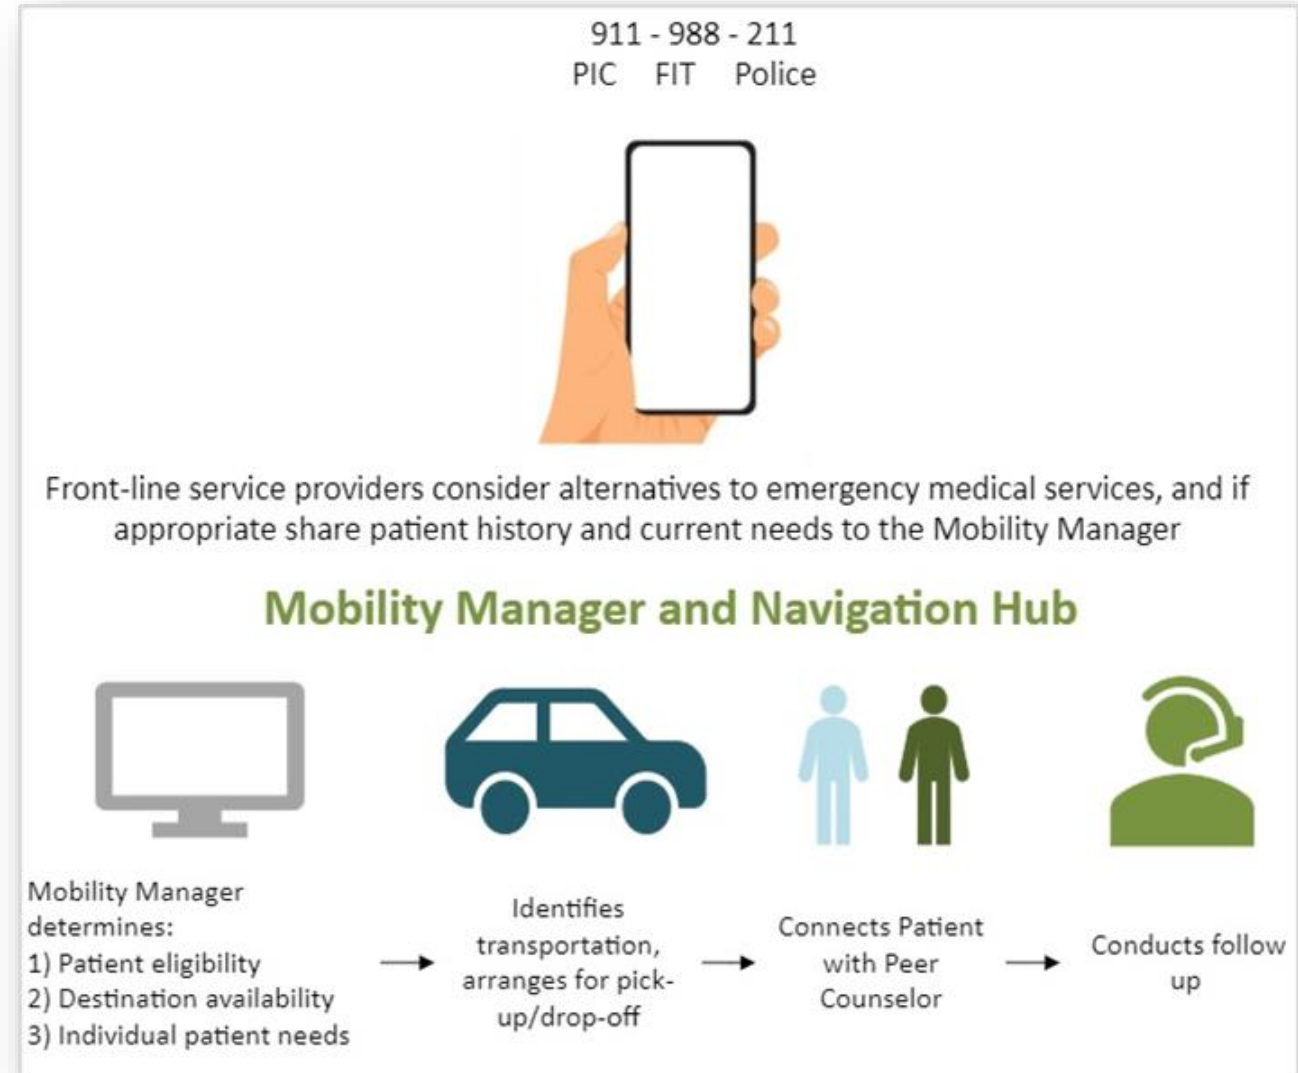 911 - 988 - 211
PIC FIT Police
Front-line service providers consider alternatives to emergency medical services, and if
appropriate share patient history and current needs to the Mobility Manager
Mobility Manager and Navigation Hub
Mobility Manager
determines:
1) Patient eligibility
2) Destination availability
3) Individual patient needs
Identifies
transportation,
arranges for pick-
up/drop-off
Connects Patient
with Peer
Counselor
Conducts follow
up